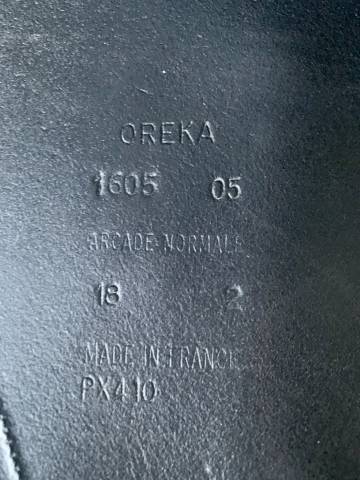 OREKA
1605 05
ARCADE-NORMALE
18 2
MADE IN FRANCE
PX410